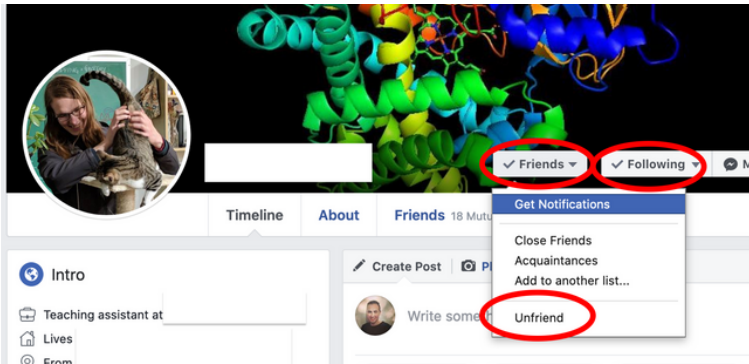 ✓ Friends ▾ ✓ Following ▾ M
Get Notifications
Timeline About Friends 18 Mutu
Close Friends
Acquaintances
Add to another list...
Unfriend
Intro
Create Post
Teaching assistant at
Write some
Lives
From